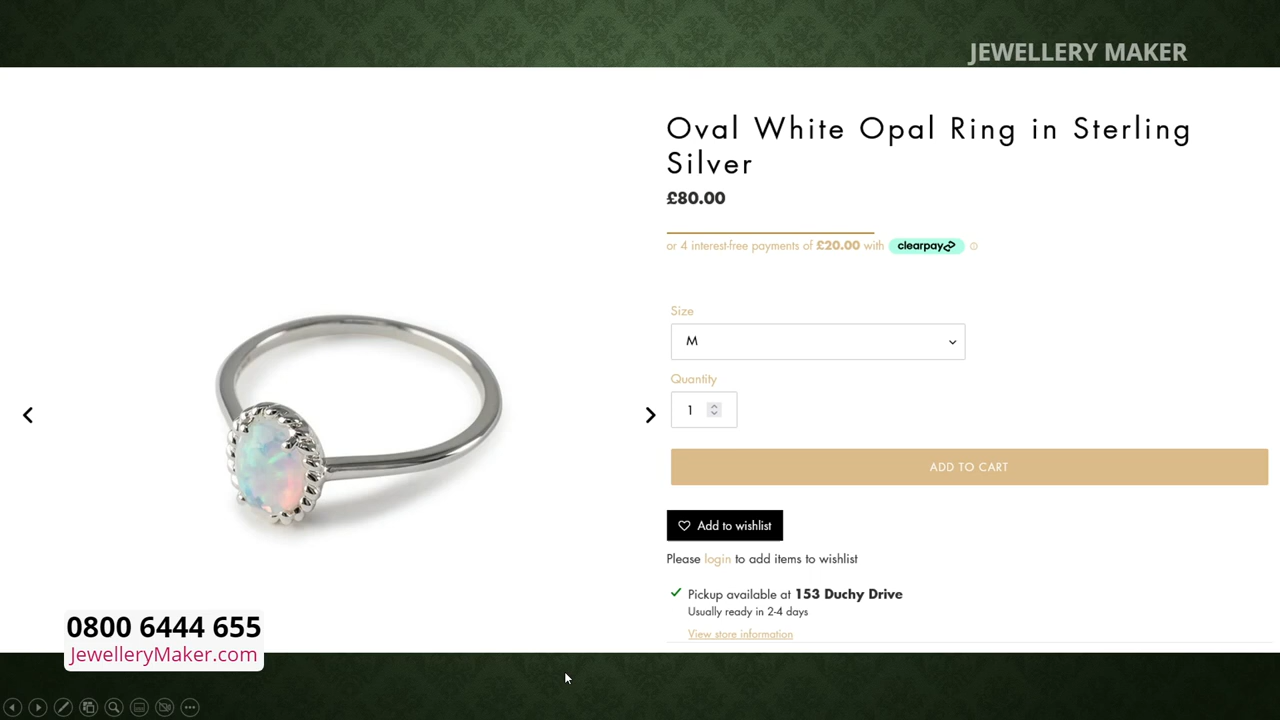 JEWELLERY MAKER
Oval White Opal Ring in Sterling
Silver
£80.00
or 4 interest-free payments of £20.00 with clearpay
Size
M
Quantity
1
ADD TO CART
Add to wishlist
Please login to add items to wishlist
Pickup available at 153 Duchy Drive
Usually ready in 2-4 days
View store information
0800 6444 655
JewelleryMaker.com